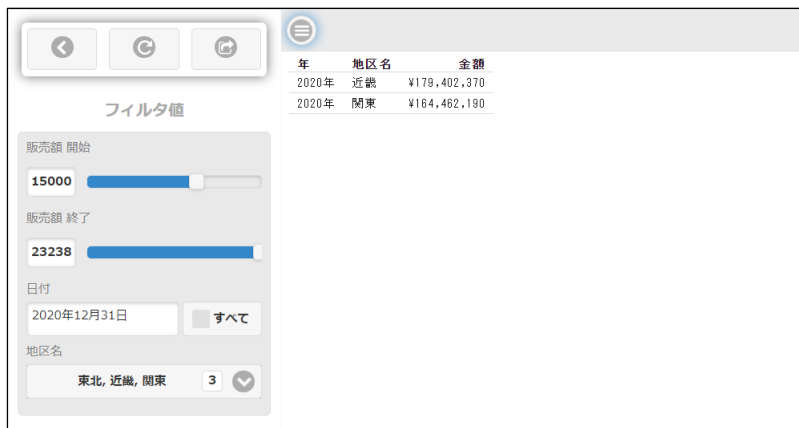 フィルタ値
販売額 開始
15000
販売額 終了
23238
日付
2020年12月31日 すべて
地区名
東北, 近畿, 関東 3
年 地区名 金額
2020年 近畿 ¥179,402,370
2020年 関東 ¥164,462,190